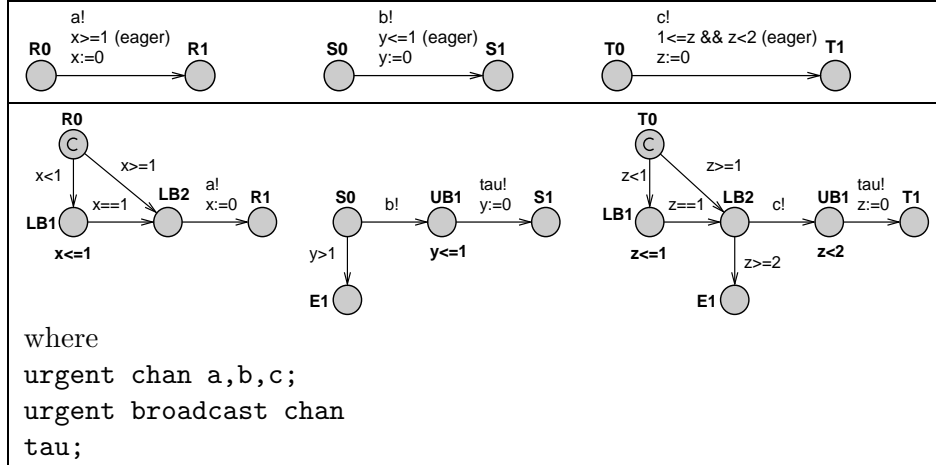 a!
x>=1 (eager)
x:=0
R0
R1
b!
y<=1 (eager)
y:=0
S0
S1
c!
1<=z && z<2 (eager)
z:=0
T0
T1
R0
C
x<1
x>=1
LB2
a!
x:=0
R1
LB1
x==1
x<=1
S0
b!
UB1
tau!
y:=0
S1
y>1
y<=1
E1
T0
C
z<1
z>=1
LB1
z==1
LB2
c!
UB1
tau!
z:=0
T1
z<=1
z<2
z>=2
E1
where
urgent chan a,b,c;
urgent broadcast chan
tau;